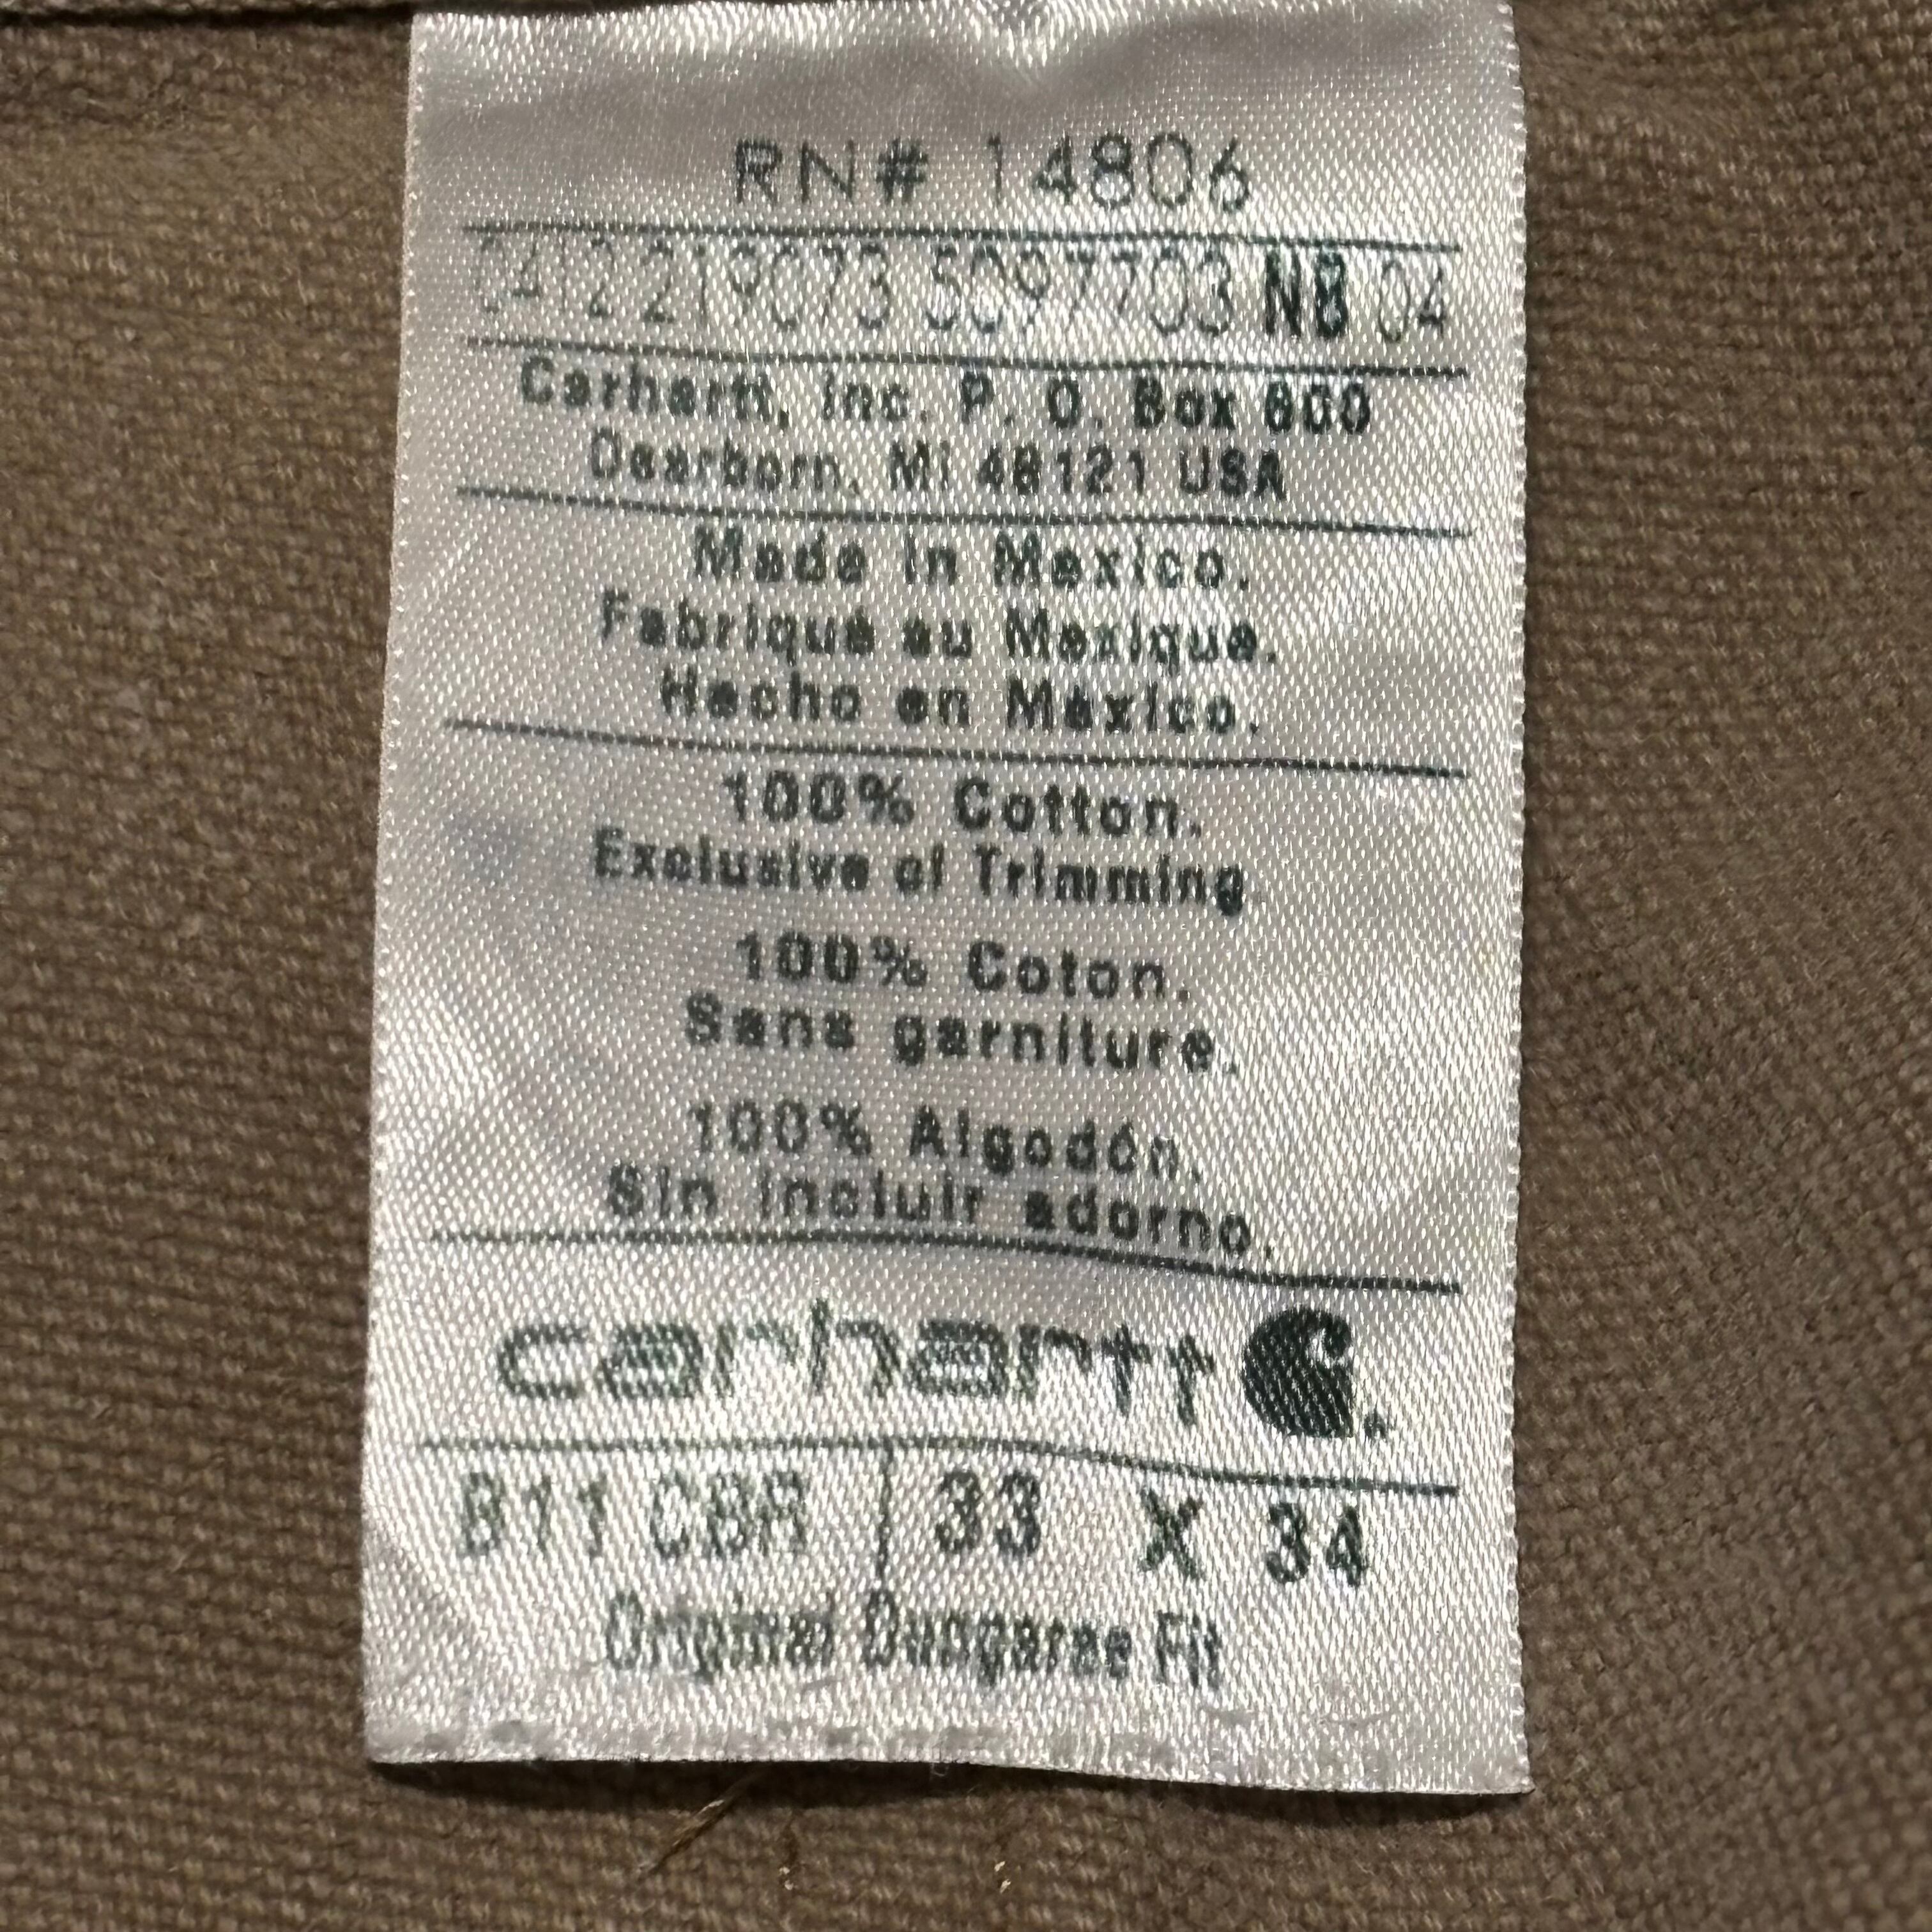 RN# 14806
0412 219073 5097703 NB 04
Carhartt, Inc. P. O. Box 600
Dearborn, MI 48121 USA
Made in Mexico.
Fabriqué au Mexique.
Hecho en México.
100% Cotton.
Exclusive of Trimming.
100% Coton.
Sans garniture.
100% Algodón.
Sin incluir adorno.
carhartt
B11 CBR 33 X 34
Original Dungaree Fit